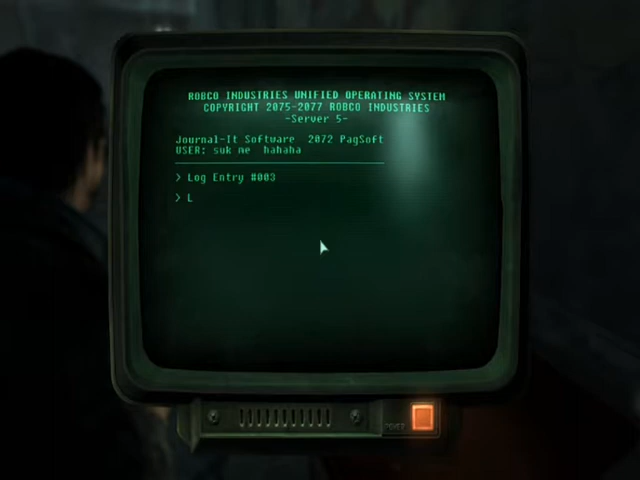 ROBCO INDUSTRIES UNIFIED OPERATING SYSTEM
COPYRIGHT 2075-2077 ROBCO INDUSTRIES
-Server 5-
Journal-It Software 2072 PagSoft
USER: suk me hahaha
> Log Entry #003
> L